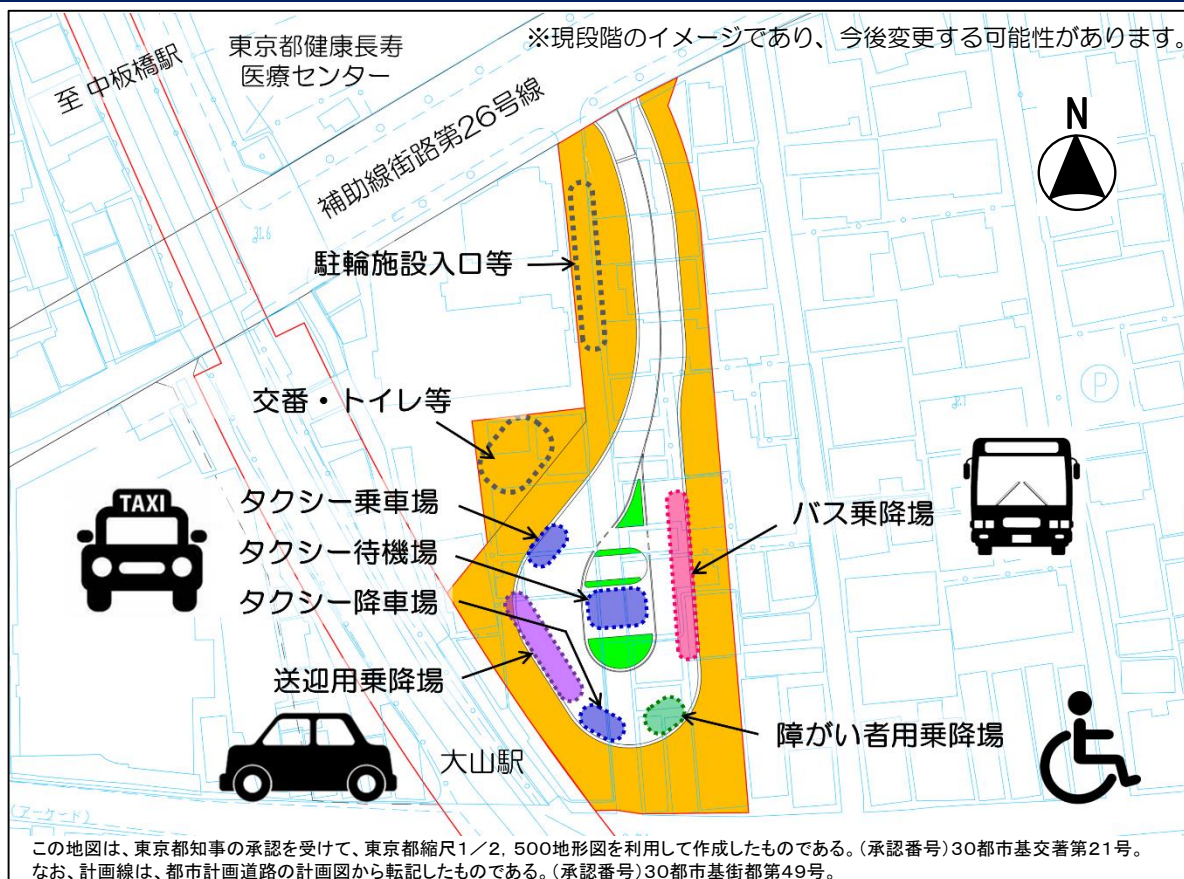 ※現段階のイメージであり、今後変更する可能性があります。
東京都健康長寿
医療センター
至 中板橋駅
補助線街路第26号線
N
31.6
駐輪施設入口等
交番・トイレ等
P
TAXI
タクシー乗車場
バス乗降場
タクシー待機場
タクシー降車場
送迎用乗降場
障がい者用乗降場
大山駅
(アーケード)
この地図は、東京都知事の承認を受けて、東京都縮尺1/2,500地形図を利用して作成したものである。(承認番号)30都市基交著第21号。
なお、計画線は、都市計画道路の計画図から転記したものである。(承認番号)30都市基街都第49号。